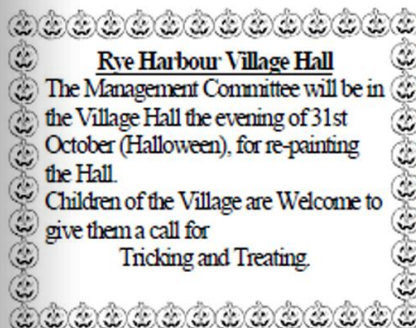 Rye Harbour Village Hall
The Management Committee will be in
the Village Hall the evening of 31st
October (Halloween), for re-painting
the Hall.
Children of the Village are Welcome to
give them a call for
Tricking and Treating.